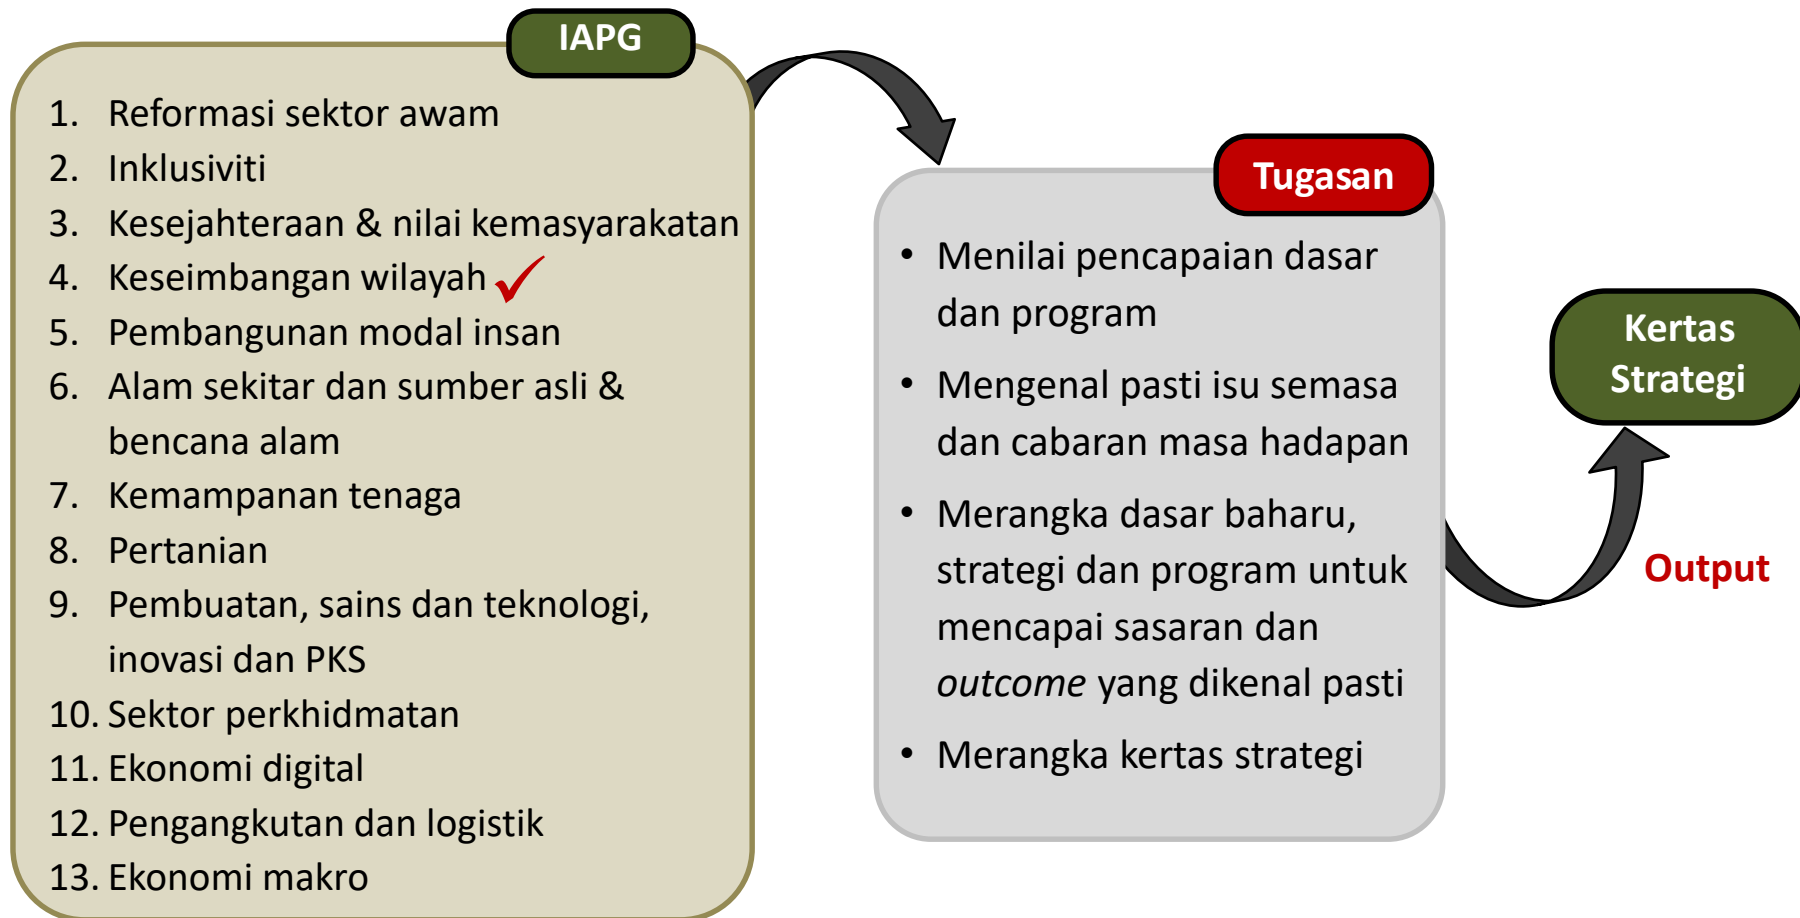 IAPG
1. Reformasi sektor awam
2. Inklusiviti
3. Kesejahteraan & nilai kemasyarakatan
4. Keseimbangan wilayah
5. Pembangunan modal insan
6. Alam sekitar dan sumber asli &
bencana alam
7. Kemampanan tenaga
8. Pertanian
9. Pembuatan, sains dan teknologi,
inovasi dan PKS
10. Sektor perkhidmatan
11. Ekonomi digital
12. Pengangkutan dan logistik
13. Ekonomi makro
Tugasan
• Menilai pencapaian dasar
dan program
• Mengenal pasti isu semasa
dan cabaran masa hadapan
• Merangka dasar baharu,
strategi dan program untuk
mencapai sasaran dan
outcome yang dikenal pasti
• Merangka kertas strategi
Kertas
Strategi
Output